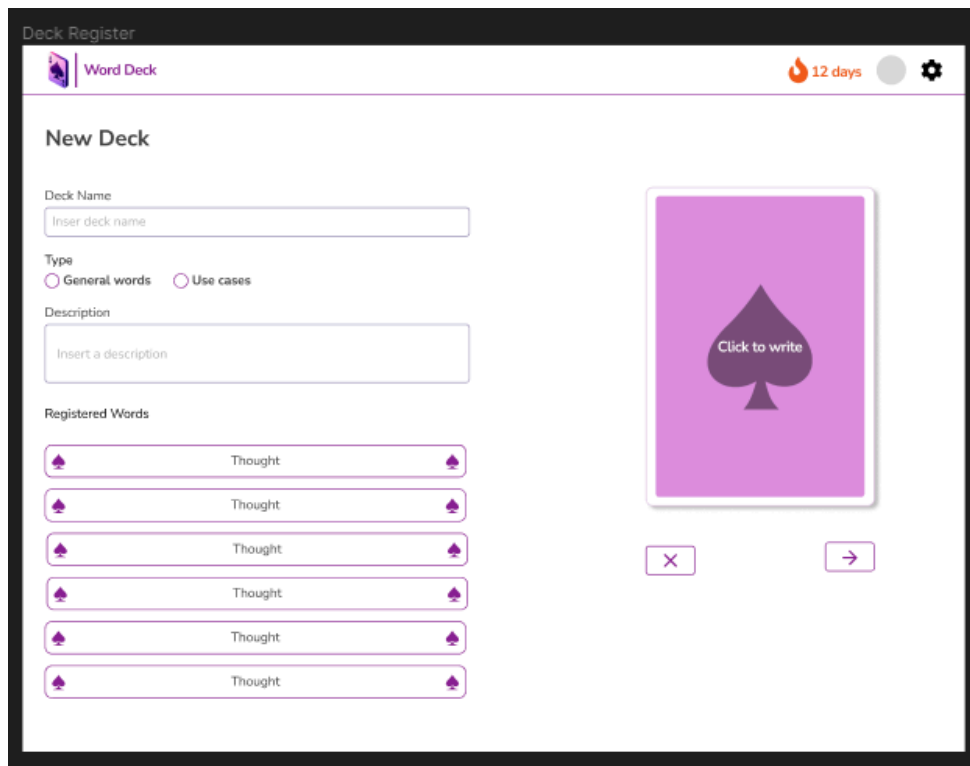 Deck Register
Word Deck
12 days
New Deck
Deck Name
Inser deck name
Type
General words Use cases
Description
Insert a description
Registered Words
Thought
Thought
Thought
Thought
Thought
Thought
Click to write